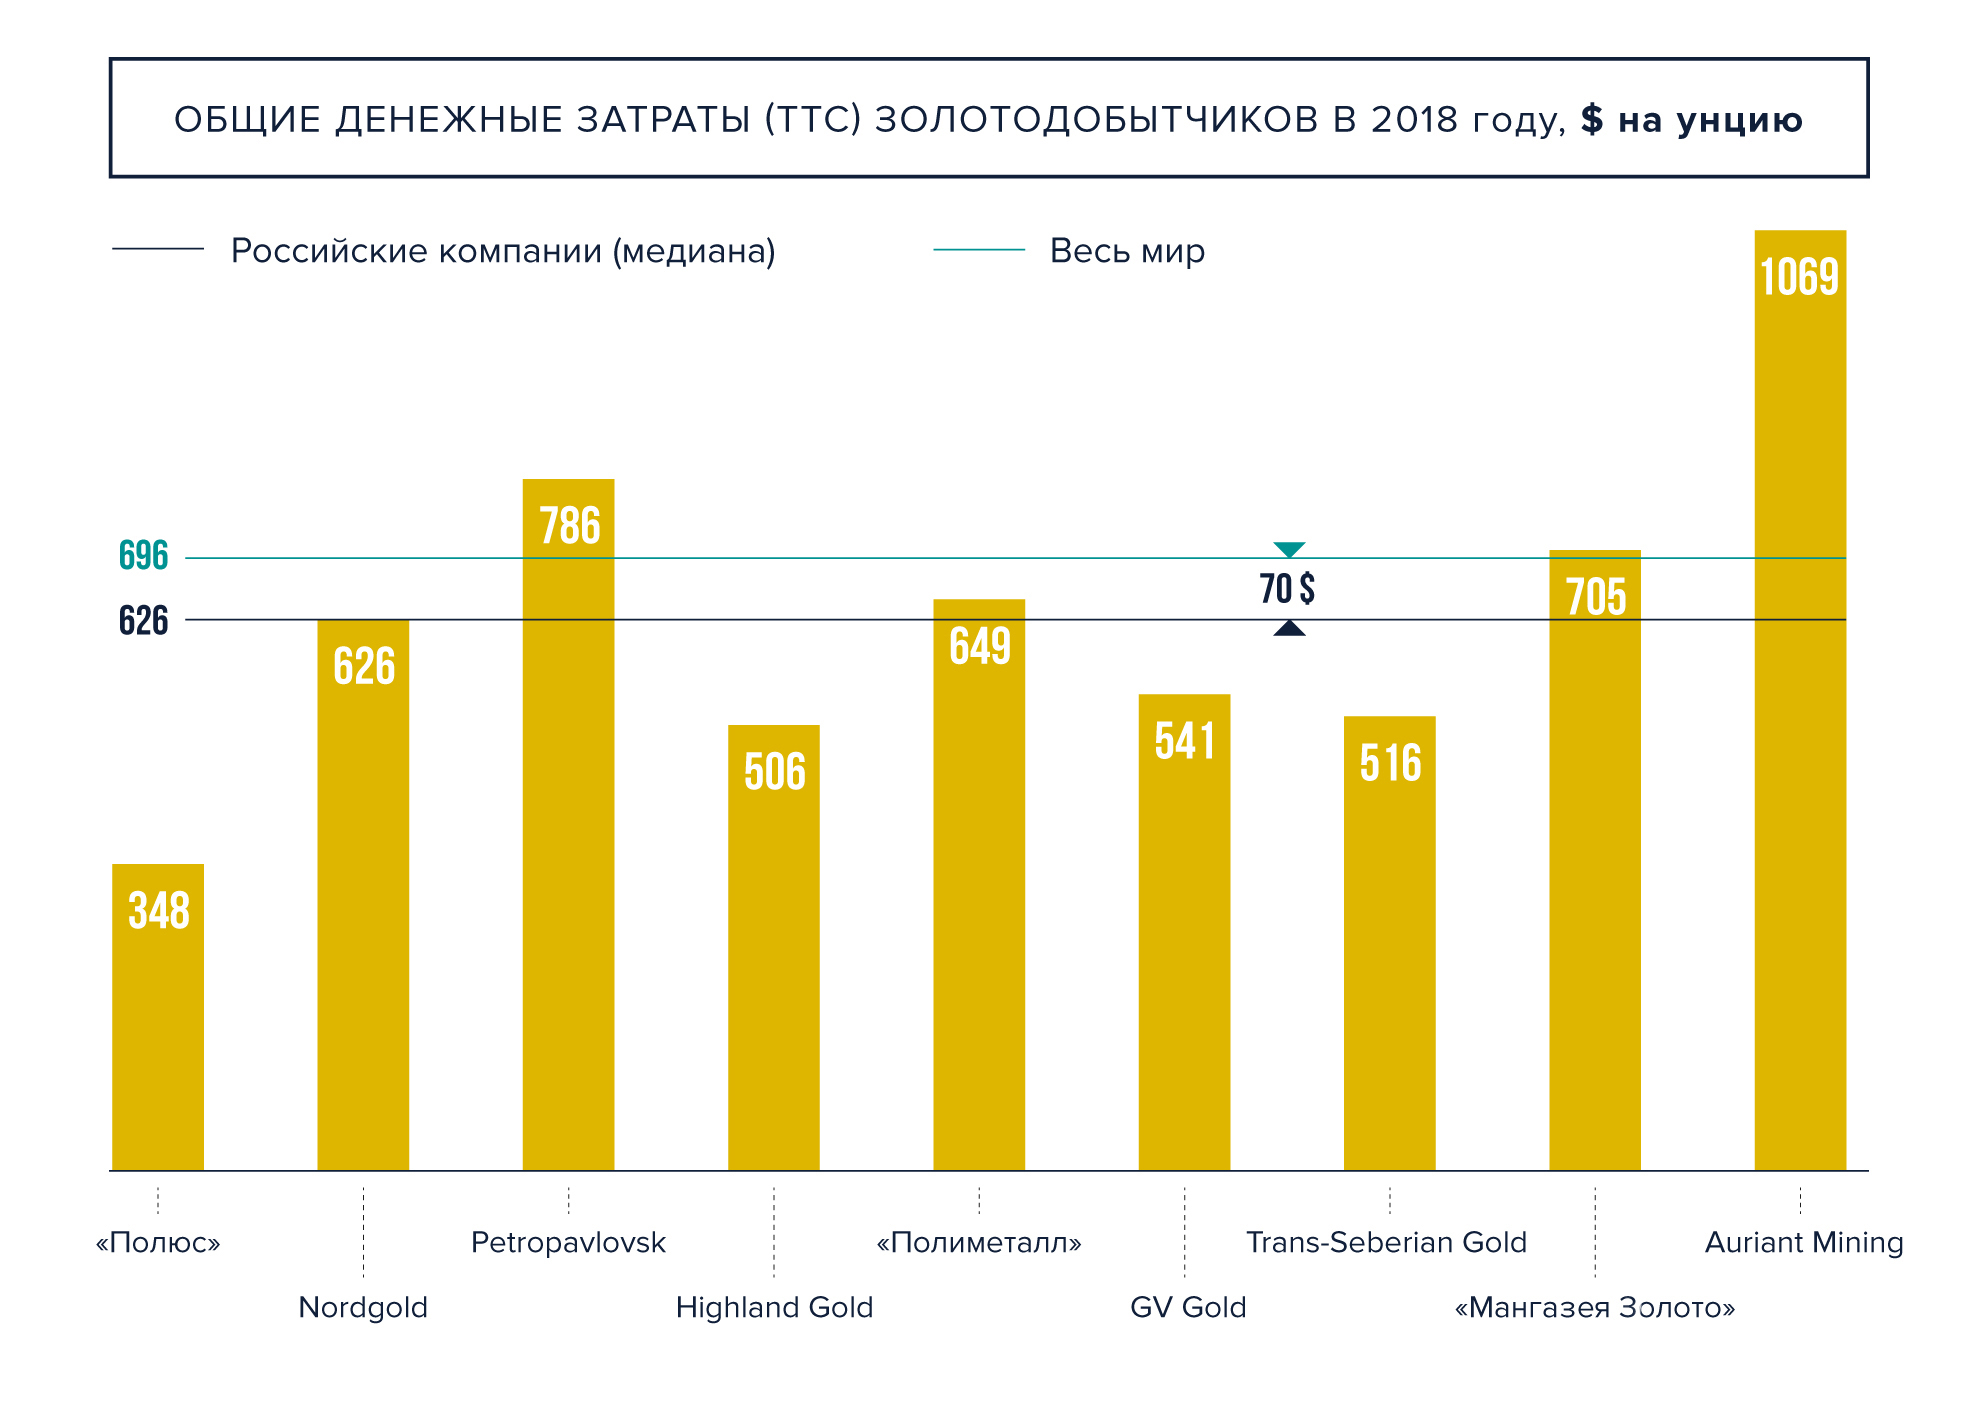 ОБЩИЕ ДЕНЕЖНЫЕ ЗАТРАТЫ (ТТС) ЗОЛОТОДОБЫТЧИКОВ В 2018 году, $ на унцию
Российские компании (медиана)
Весь мир
1069
786
696
70 $
705
626
626
649
541
516
506
348
«Полюс»
Petropavlovsk
«Полиметалл»
Trans-Seberian Gold
Auriant Mining
Nordgold
Highland Gold
GV Gold
«Мангазея Золото»